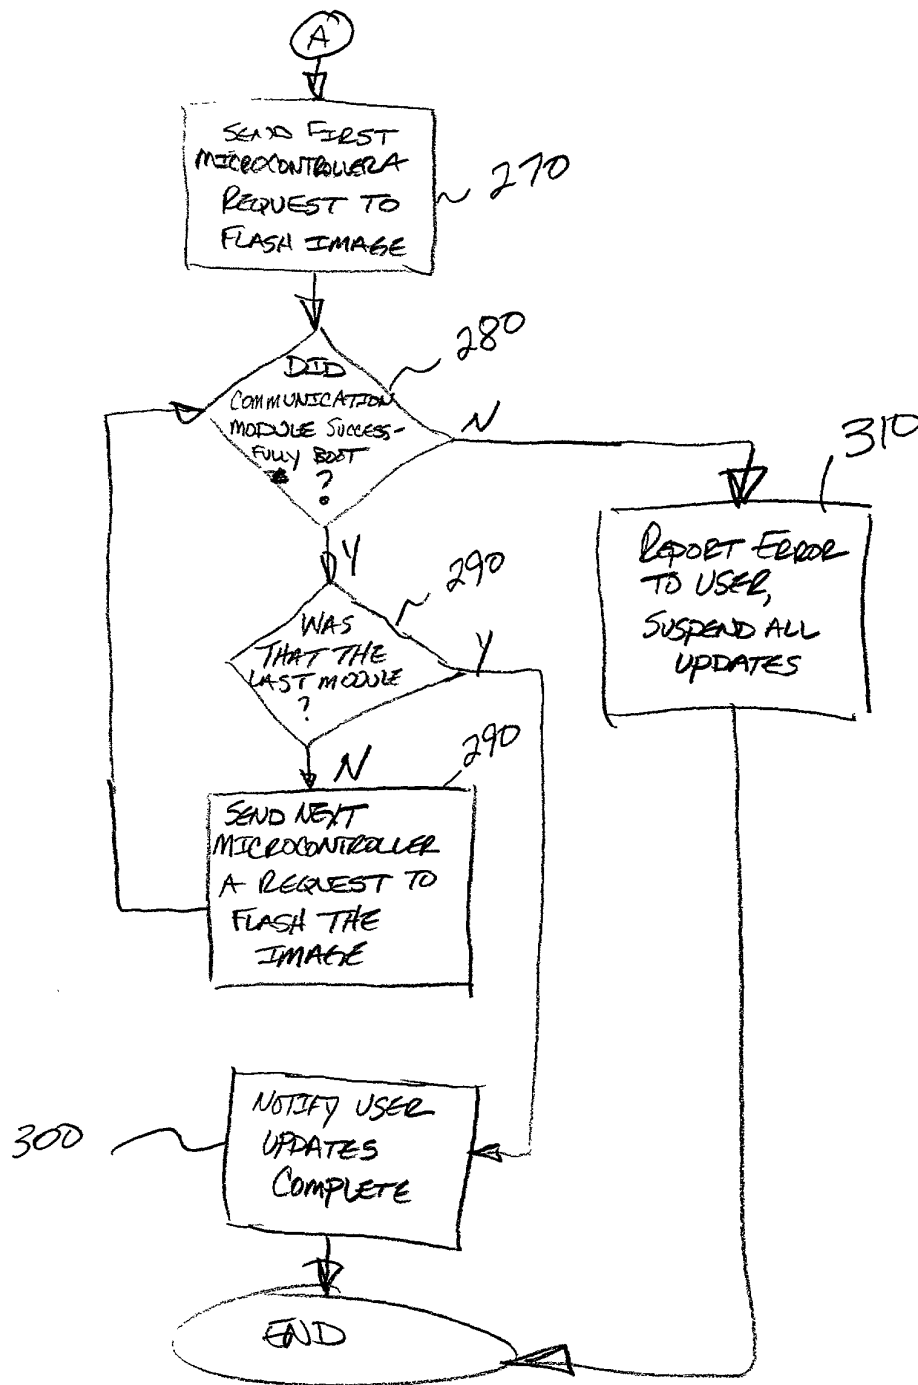 A
SEND FIRST
MICROCONTROLLER A
REQUEST TO
FLASH IMAGE
270
280
DID
COMMUNICATION
MODULE SUCCESS-
FULLY BOOT
?
N
310
REPORT ERROR
TO USER,
SUSPEND ALL
UPDATES
Y
290
WAS
THAT THE
LAST MODULE
?
Y
N
290
SEND NEXT
MICROCONTROLLER
A REQUEST TO
FLASH THE
IMAGE
300
NOTIFY USER
UPDATES
COMPLETE
END